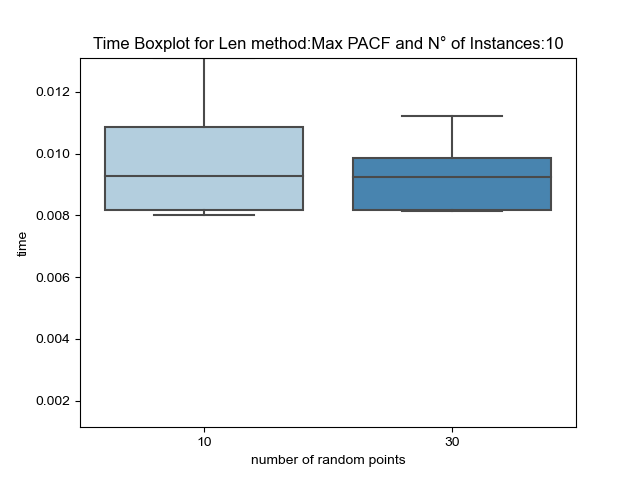 Time Boxplot for Len method:Max PACF and N° of Instances:10
0.012
0.010
0.008
0.006
0.004
0.002
time
10
30
number of random points